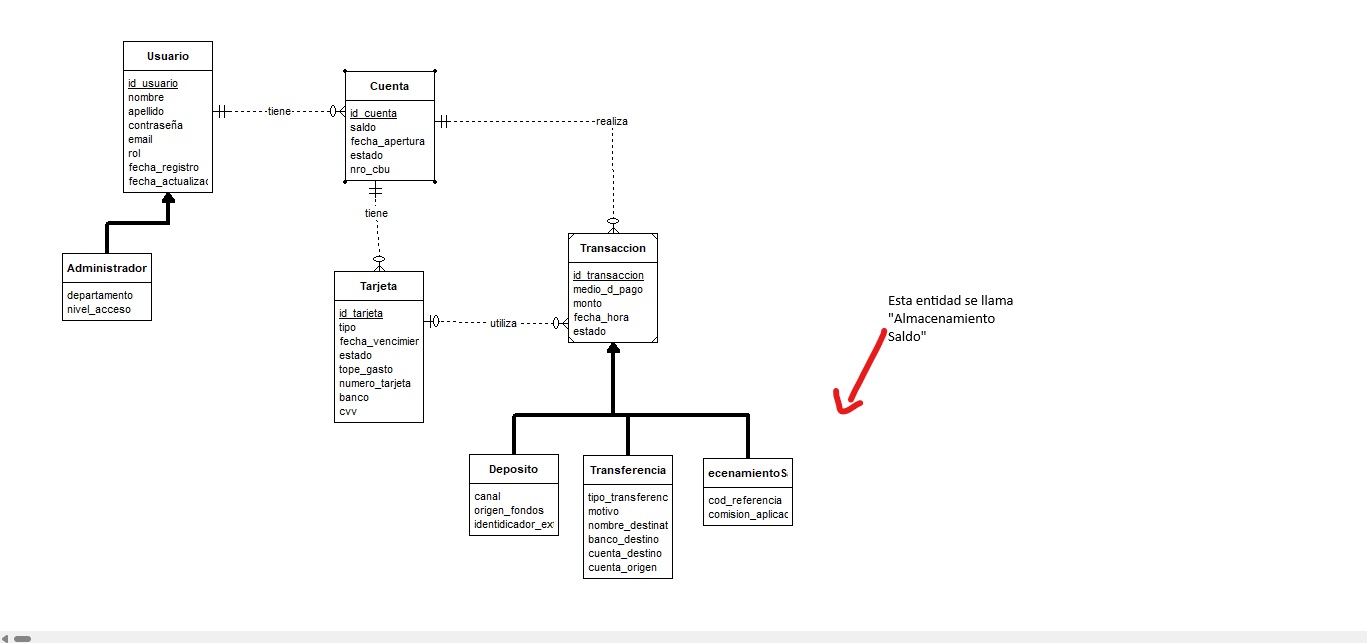 Usuario
id_usuario
nombre
apellido
contraseña
email
rol
fecha_registro
fecha_actualizac
tiene
Cuenta
id_cuenta
saldo
fecha_apertura
estado
nro_cbu
realiza
tiene
Administrador
departamento
nivel_acceso
Tarjeta
id_tarjeta
tipo
fecha_vencimier
estado
tope_gasto
numero_tarjeta
banco
cvv
utiliza
Transaccion
id_transaccion
medio_d_pago
monto
fecha_hora
estado
Esta entidad se llama
"Almacenamiento
Saldo"
Deposito
canal
origen_fondos
identidicador_ext
Transferencia
tipo_transferenc
motivo
nombre_destinat
banco_destino
cuenta_destino
cuenta_origen
ecenamientoSa
cod_referencia
comision_aplicac